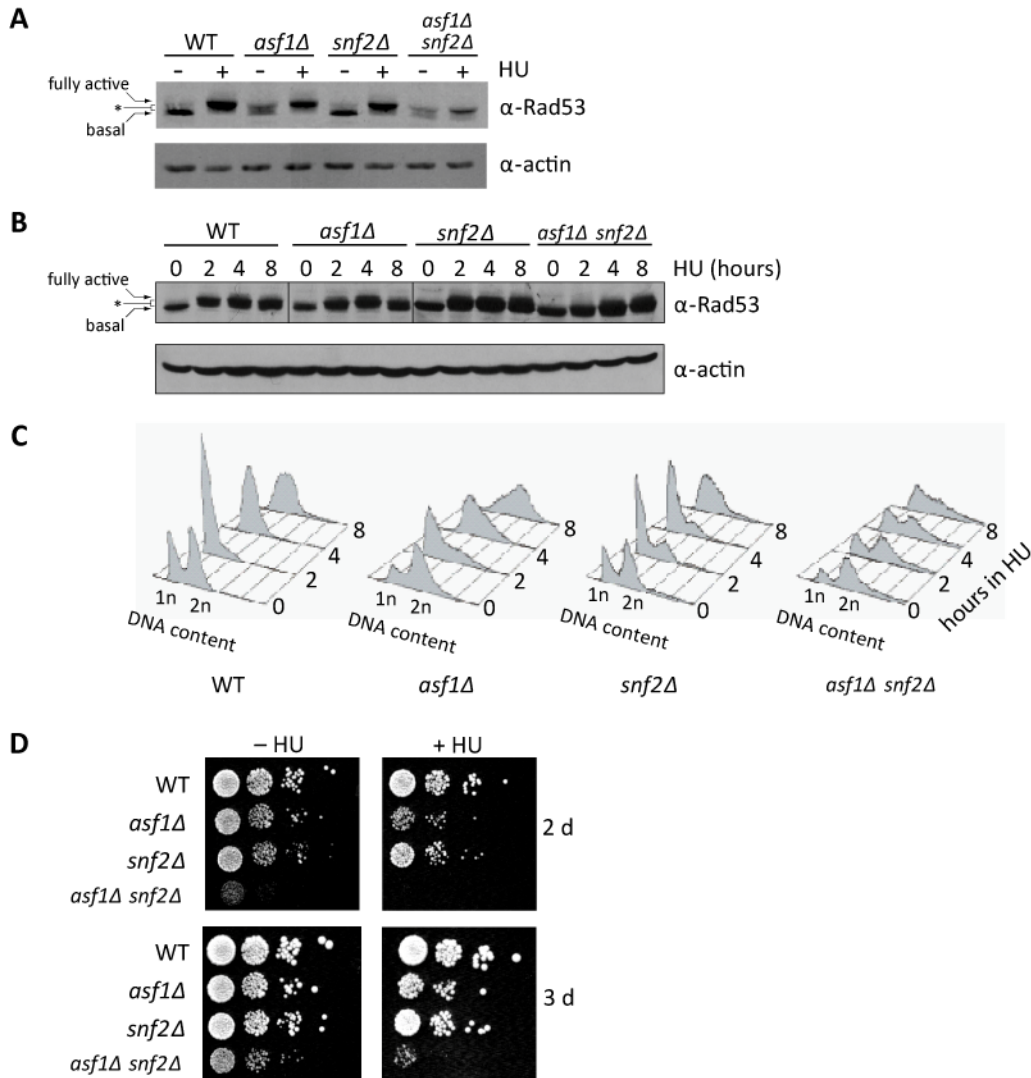 A
WT asf1Δ snf2Δ asf1Δ snf2Δ
- + - + - + - + HU
fully active
*
basal
α-Rad53
α-actin
B
WT asf1Δ snf2Δ asf1Δ snf2Δ
0 2 4 8 0 2 4 8 0 2 4 8 0 2 4 8 HU (hours)
fully active
*
basal
α-Rad53
α-actin
C
1n 2n 0 2 4 8
1n 2n 0 2 4 8
1n 2n 0 2 4 8
1n 2n 0 2 4 8
hours in HU
DNA content DNA content DNA content DNA content
WT asf1Δ snf2Δ asf1Δ snf2Δ
D
– HU + HU
WT
asf1Δ
snf2Δ
asf1Δ snf2Δ
2 d
WT
asf1Δ
snf2Δ
asf1Δ snf2Δ
3 d